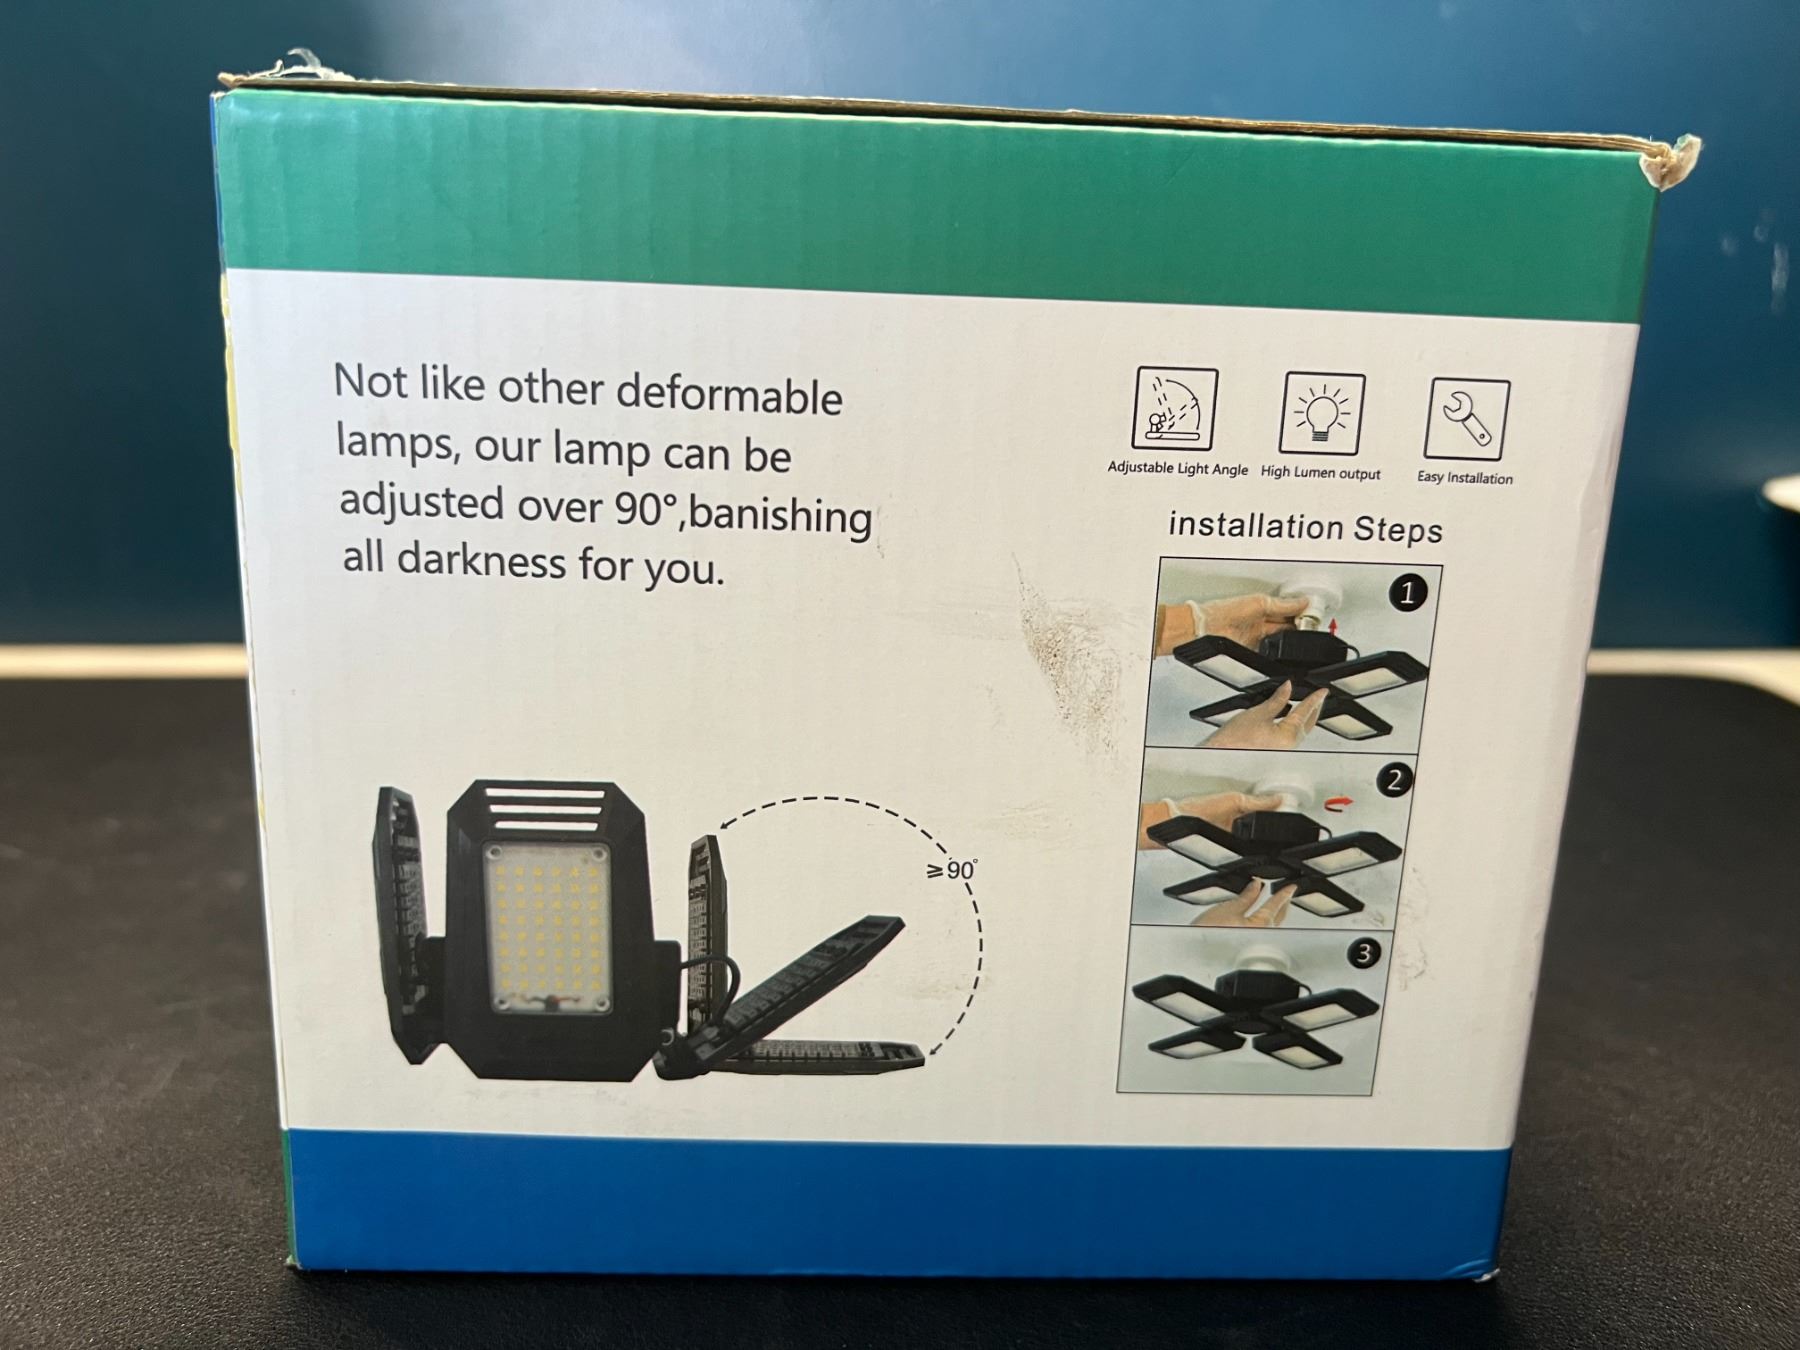 Not like other deformable
lamps, our lamp can be
adjusted over 90°,banishing
all darkness for you.
Adjustable Light Angle
High Lumen output
Easy Installation
installation Steps
1
2
3
≥90°